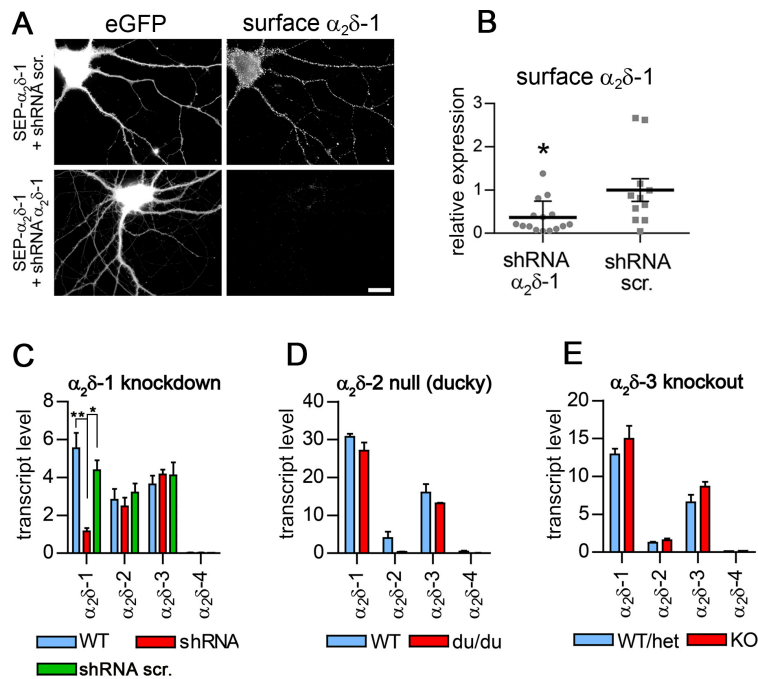 A
eGFP
surface α₂δ-1
SEP-α₂δ-1
+ shRNA scr.
SEP-α₂δ-1
+ shRNA α₂δ-1
B
surface α₂δ-1
relative expression
3
2
1
0
*
shRNA
α₂δ-1
shRNA
scr.
C
α₂δ-1 knockdown
transcript level
8
6
4
2
0
**
*
α₂δ-1
α₂δ-2
α₂δ-3
α₂δ-4
WT
shRNA
shRNA scr.
D
α₂δ-2 null (ducky)
transcript level
40
30
20
10
0
α₂δ-1
α₂δ-2
α₂δ-3
α₂δ-4
WT
du/du
E
α₂δ-3 knockout
transcript level
20
15
10
5
0
α₂δ-1
α₂δ-2
α₂δ-3
α₂δ-4
WT/het
KO